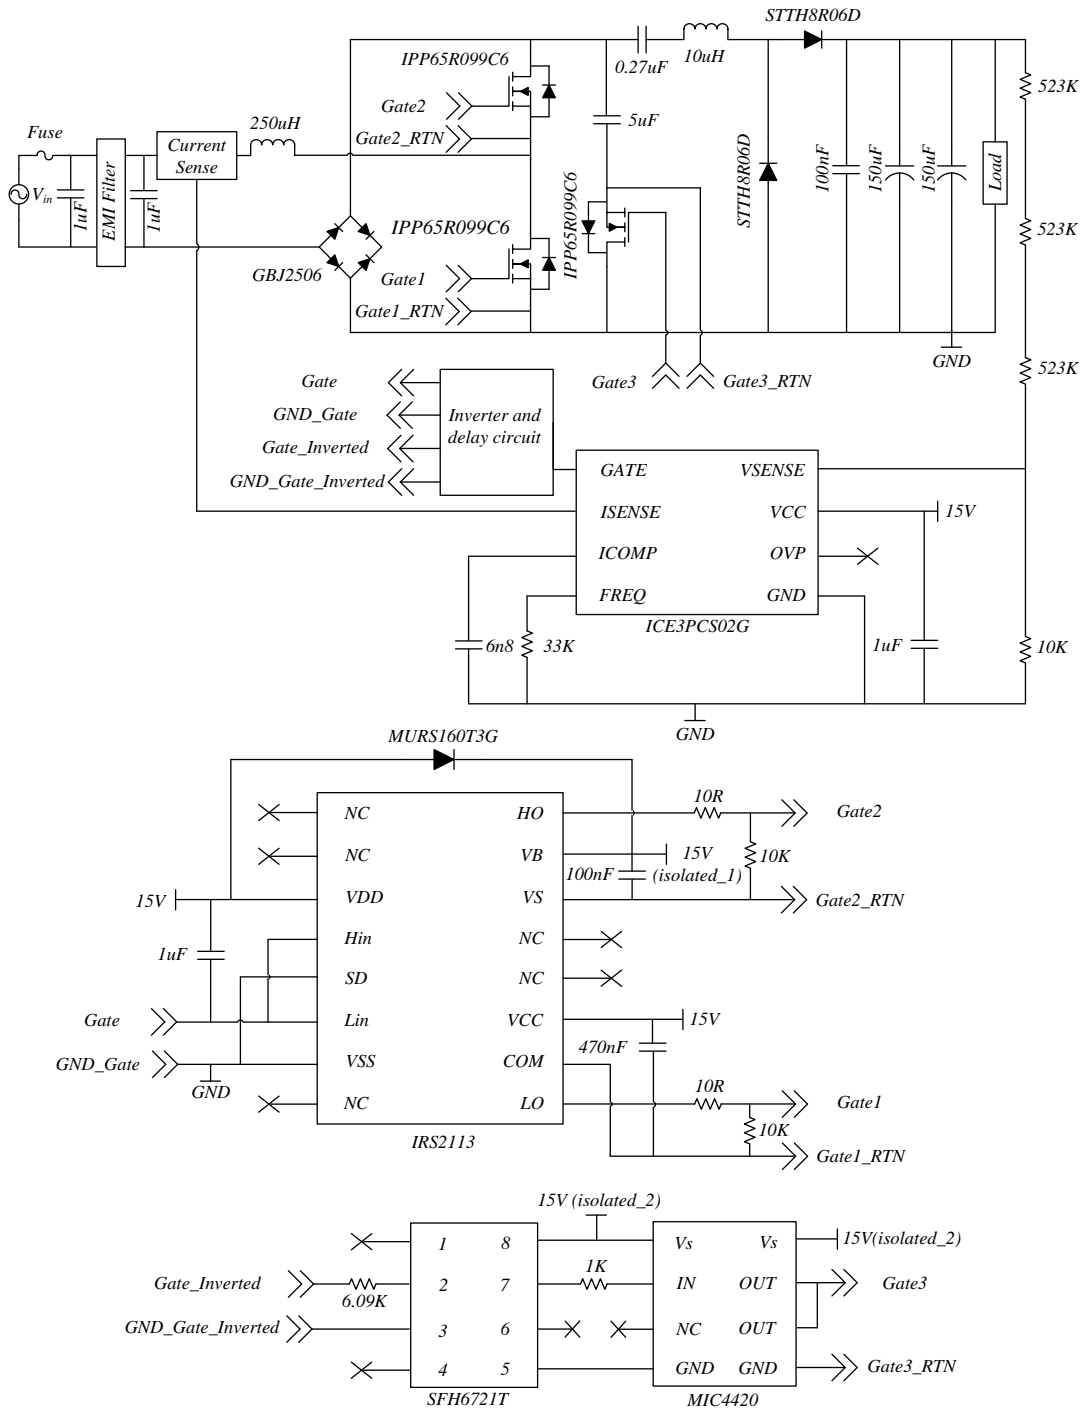 STTH8R06D
IPP65R099C6
0.27uF
10uH
523K
Gate2
5uF
Fuse
250uH
Gate2_RTN
Current
Sense
STTH8R06D
100nF
150uF
150uF
Load
Vin
1uF
EMI Filter
1uF
IPP65R099C6
IPP65R099C6
523K
GBJ2506
Gate1
Gate1_RTN
GND
523K
Gate
Gate3
Gate3_RTN
GND_Gate
Inverter and
delay circuit
Gate_Inverted
GND_Gate_Inverted
GATE
VSENSE
ISENSE
VCC
15V
ICOMP
OVP
FREQ
GND
ICE3PCS02G
6n8
33K
1uF
10K
GND
MURS160T3G
NC
HO
10R
Gate2
NC
VB
15V
(isolated_1)
10K
100nF
15V
VDD
VS
Gate2_RTN
Hin
NC
1uF
SD
NC
Gate
Lin
VCC
15V
470nF
GND_Gate
VSS
COM
GND
10R
NC
LO
Gate1
10K
IRS2113
Gate1_RTN
15V (isolated_2)
1
8
Vs
Vs
15V(isolated_2)
1K
Gate_Inverted
6.09K
2
7
IN
OUT
Gate3
GND_Gate_Inverted
3
6
NC
OUT
4
5
GND
GND
Gate3_RTN
SFH6721T
MIC4420